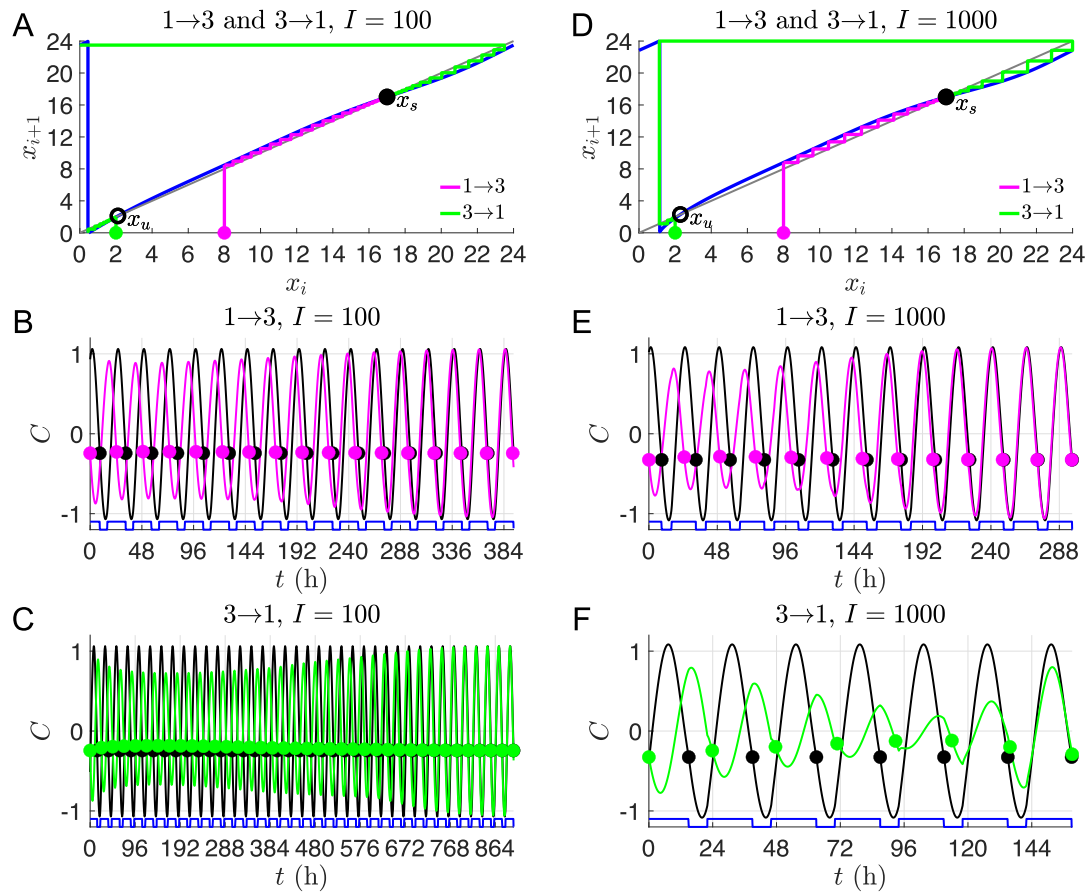 A
1→3 and 3→1, I = 100
24
20
16
12
8
4
0
x_{i+1}
x_s
x_u
1→3
3→1
0 2 4 6 8 10 12 14 16 18 20 22 24
x_i
D
1→3 and 3→1, I = 1000
24
20
16
12
8
4
0
x_{i+1}
x_s
x_u
1→3
3→1
0 2 4 6 8 10 12 14 16 18 20 22 24
x_i
B
1→3, I = 100
1
0
-1
C
0 48 96 144 192 240 288 336 384
t (h)
E
1→3, I = 1000
1
0
-1
C
0 48 96 144 192 240 288
t (h)
C
3→1, I = 100
1
0
-1
C
0 96 192 288 384 480 576 672 768 864
t (h)
F
3→1, I = 1000
1
0
-1
C
0 24 48 72 96 120 144
t (h)